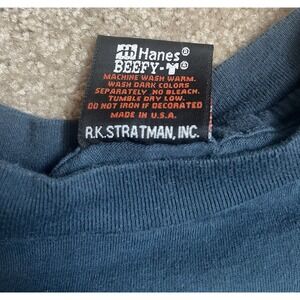 Hanes®
BEEFY-T®
MACHINE WASH WARM.
WASH DARK COLORS
SEPARATELY. NO BLEACH.
TUMBLE DRY LOW.
DO NOT IRON IF DECORATED
MADE IN U.S.A.
R.K. STRATMAN, INC.